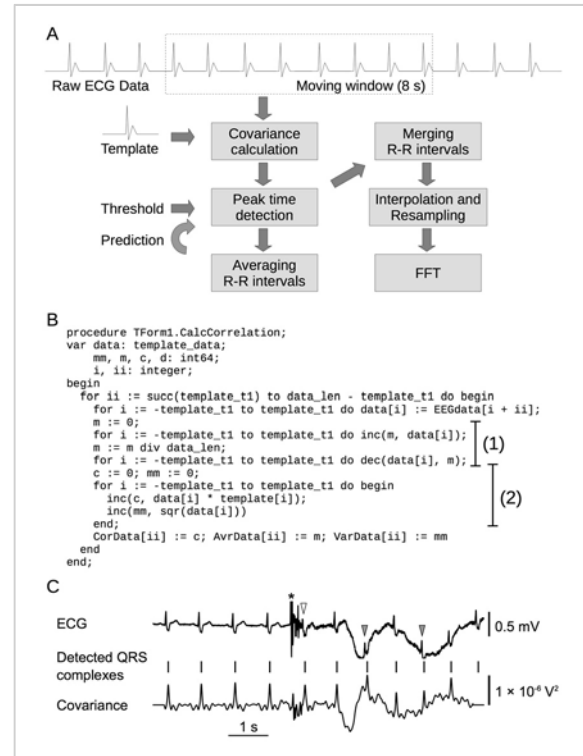 A
Raw ECG Data
Moving window (8 s)
Template
Covariance
calculation
Merging
R-R intervals
Threshold
Prediction
Peak time
detection
Interpolation and
Resampling
Averaging
R-R intervals
FFT
B
procedure TForm1.CalcCorrelation;
var data: template_data;
mm, m, c, d: int64;
i, ii: integer;
begin
for ii := succ(template_t1) to data_len - template_t1 do begin
for i := -template_t1 to template_t1 do data[i] := EEGdata[i + ii];
m := 0;
for i := -template_t1 to template_t1 do inc(m, data[i]);
m := m div data_len;
for i := -template_t1 to template_t1 do dec(data[i], m);
c := 0; mm := 0;
for i := -template_t1 to template_t1 do begin
inc(c, data[i] * template[i]);
inc(mm, sqr(data[i]))
end;
CorData[ii] := c; AvrData[ii] := m; VarData[ii] := mm
end
end;
(1)
(2)
C
*
ECG
0.5 mV
Detected QRS
complexes
Covariance
1 × 10⁻⁶ V²
1 s